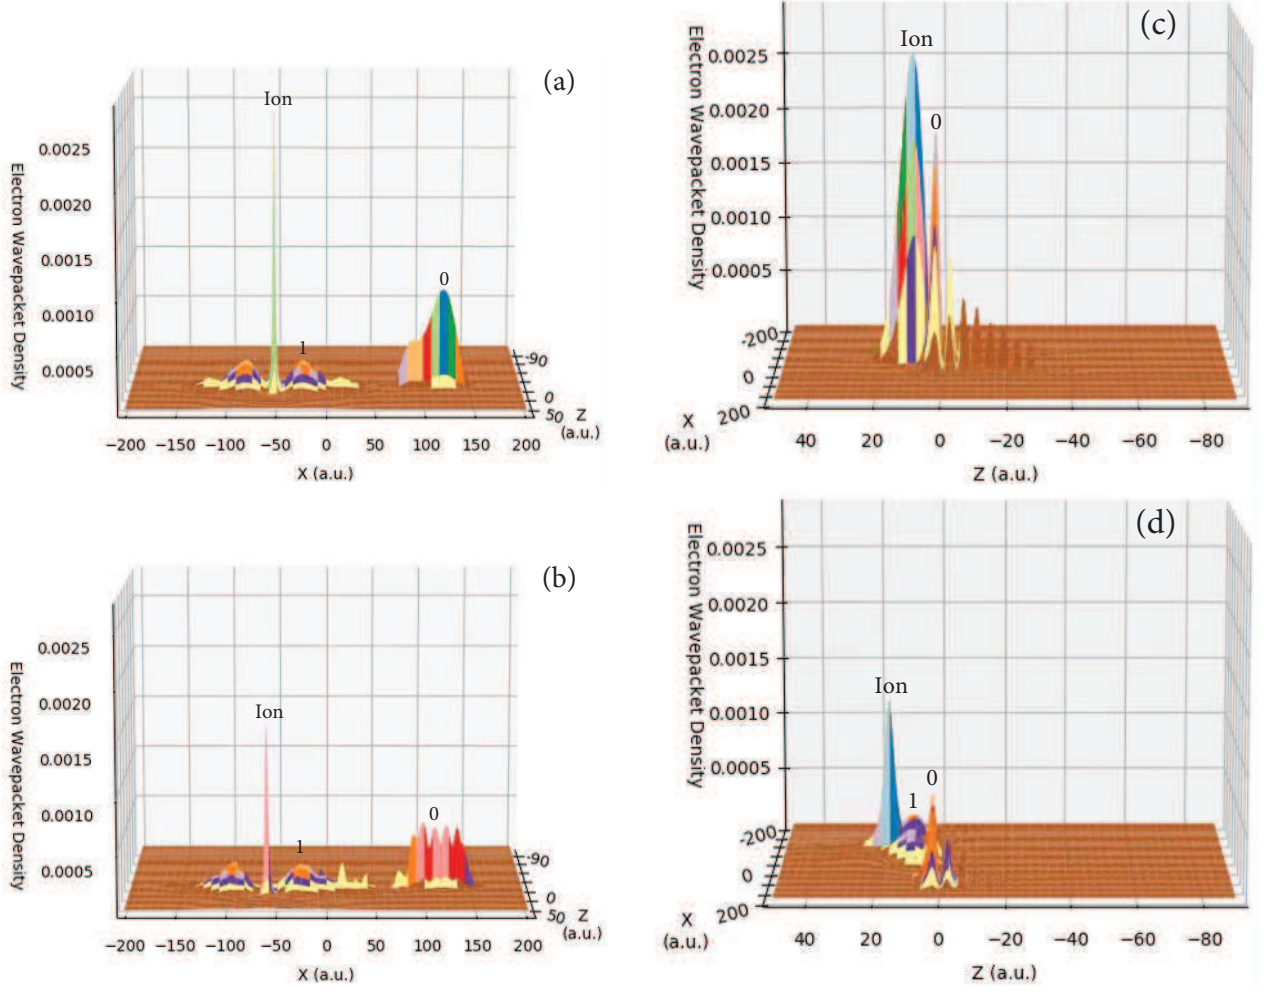 (a)
Ion
0
1
Electron Wavepacket Density
0.0025
0.0020
0.0015
0.0010
0.0005
−200 −150 −100 −50 0 50 100 150 200
X (a.u.)
-90
0
50
Z
(a.u.)
(c)
Ion
0
Electron Wavepacket Density
0.0025
0.0020
0.0015
0.0010
0.0005
-200
0
200
X
(a.u.)
40 20 0 −20 −40 −60 −80
Z (a.u.)
(b)
Ion
0
1
Electron Wavepacket Density
0.0025
0.0020
0.0015
0.0010
0.0005
−200 −150 −100 −50 0 50 100 150 200
X (a.u.)
-90
0
50
Z
(a.u.)
(d)
Ion
0
1
Electron Wavepacket Density
0.0025
0.0020
0.0015
0.0010
0.0005
-200
0
200
X
(a.u.)
40 20 0 −20 −40 −60 −80
Z (a.u.)